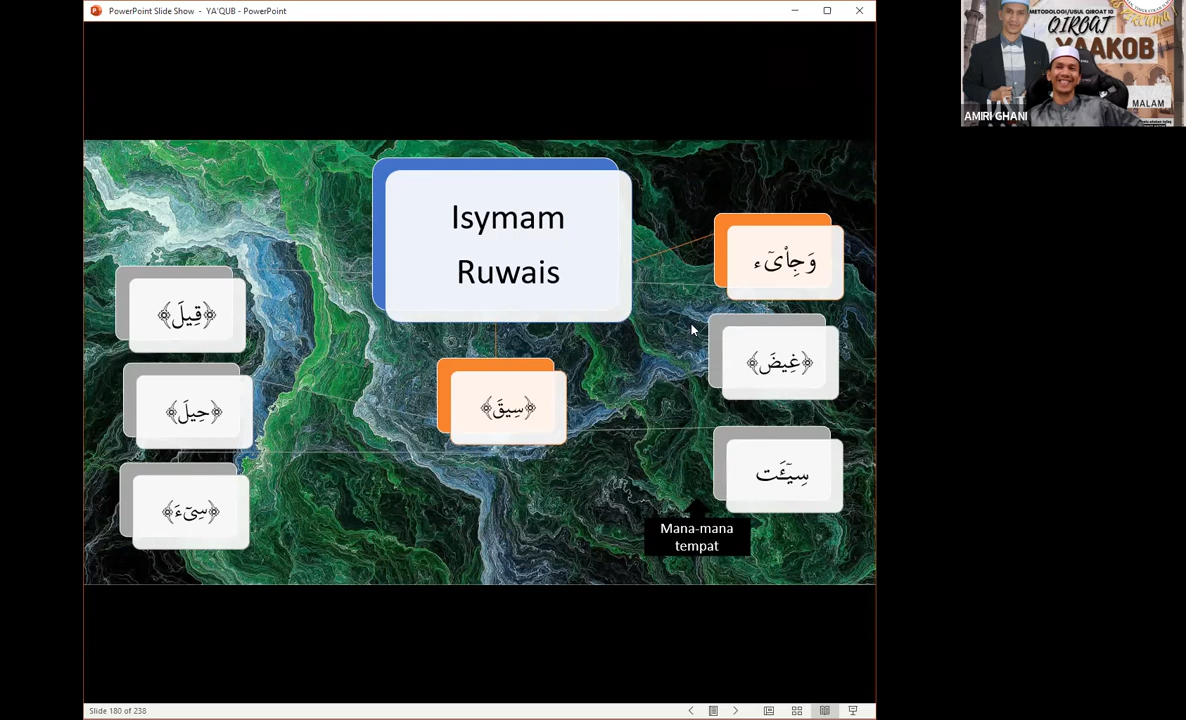 PowerPoint Slide Show - YA'QUB - PowerPoint
METODOLOGI/USUL QIROAT 10
QIRAAT
YAAKOB
MALAM
AMIRI GHANI
Isymam
Ruwais
وَجِا۟ىٓء
﴿قِيلَ﴾
﴿غِيضَ﴾
﴿حِيلَ﴾
﴿سِيقَ﴾
سِيٓـَٔت
﴿سِىٓءَ﴾
Mana-mana
tempat
Slide 180 of 238